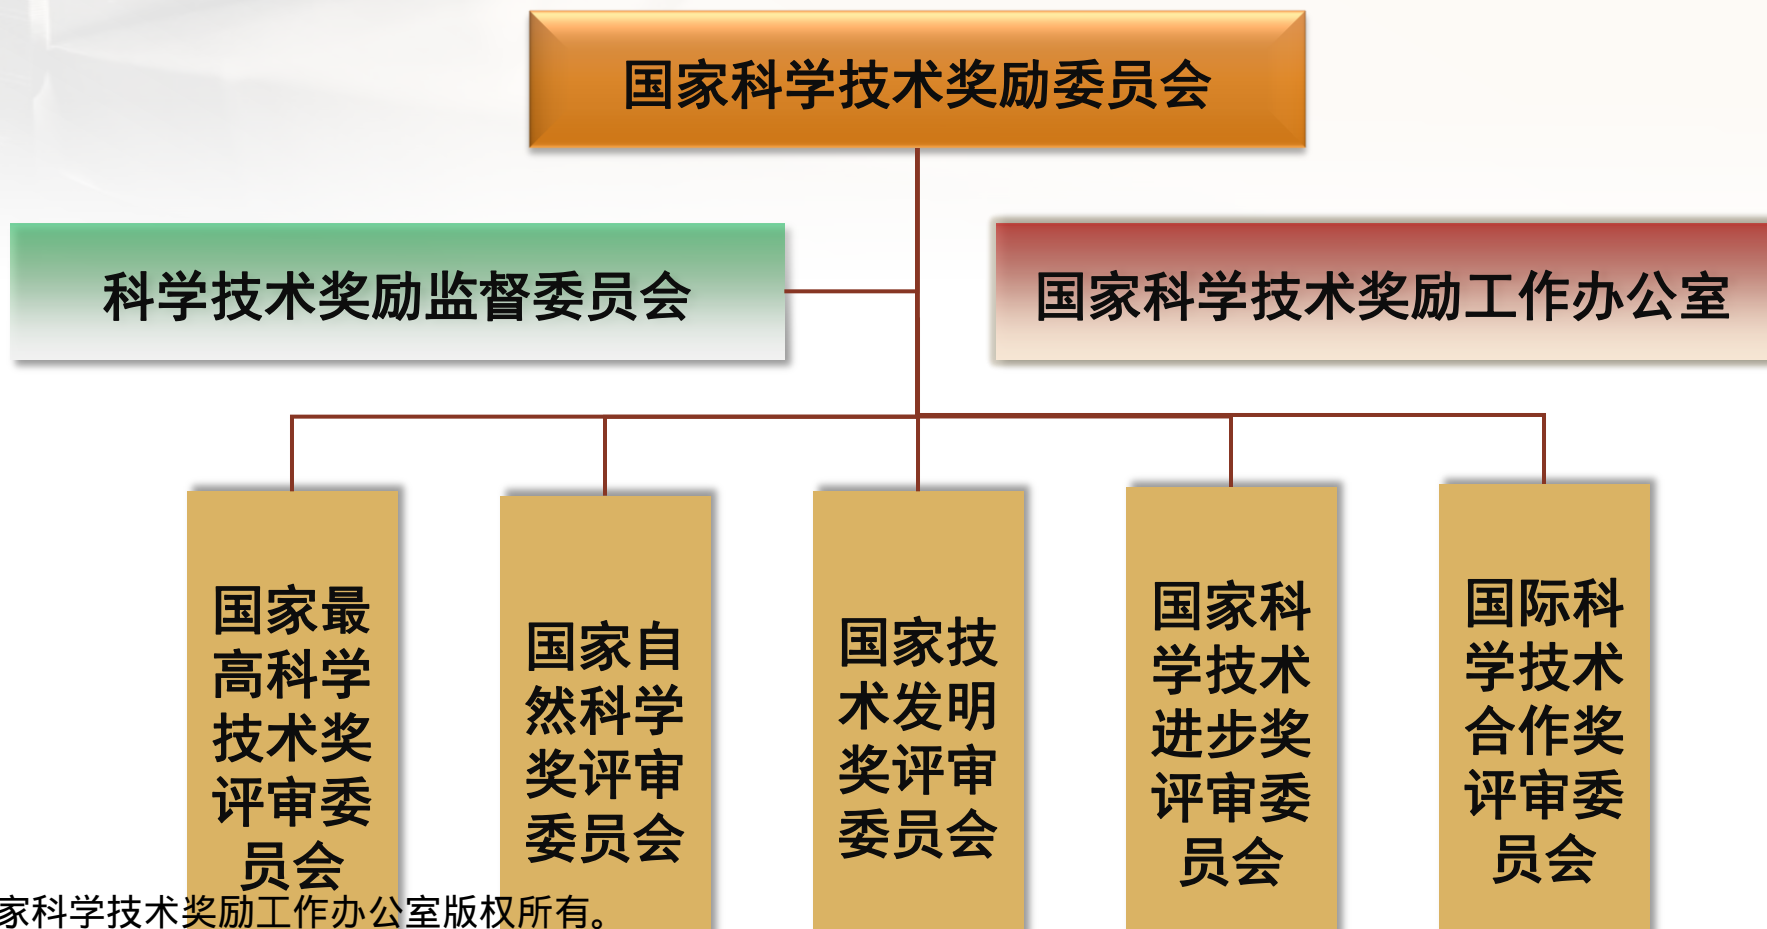 国家科学技术奖励委员会
科学技术奖励监督委员会
国家科学技术奖励工作办公室
国家最
高科学
技术奖
评审委
员会
国家自
然科学
奖评审
委员会
国家技
术发明
奖评审
委员会
国家科
学技术
进步奖
评审委
员会
国际科
学技术
合作奖
评审委
员会
家科学技术奖励工作办公室版权所有。